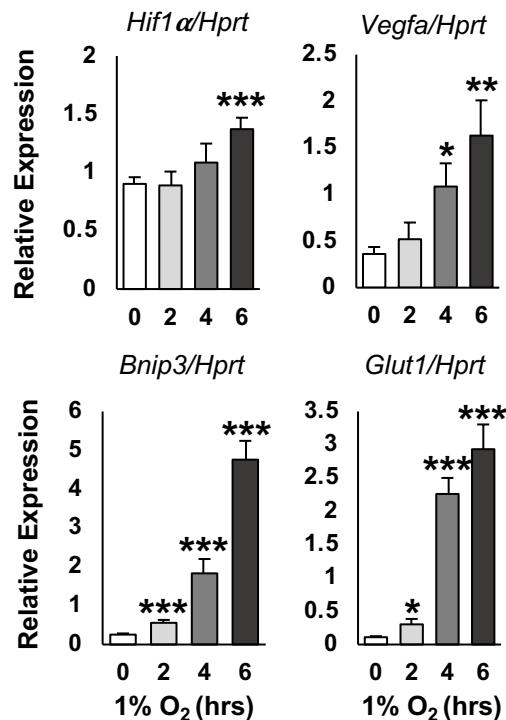 Hif1α/Hprt
Vegfa/Hprt
Relative Expression
2
1.5
1
0.5
0
***
0 2 4 6
2.5
2
1.5
1
0.5
0
*
**
0 2 4 6
Bnip3/Hprt
Glut1/Hprt
Relative Expression
6
5
4
3
2
1
0
***
***
***
0 2 4 6
1% O₂ (hrs)
3.5
3
2.5
2
1.5
1
0.5
0
*
***
***
0 2 4 6
1% O₂ (hrs)